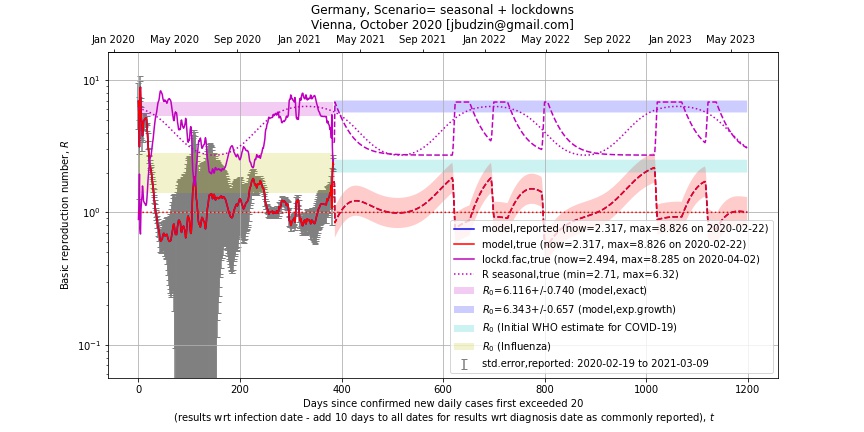 Germany, Scenario= seasonal + lockdowns
Vienna, October 2020 [jbudzin@gmail.com]
Jan 2020 May 2020 Sep 2020 Jan 2021 May 2021 Sep 2021 Jan 2022 May 2022 Sep 2022 Jan 2023 May 2023
Basic reproduction number, R
10¹
10⁰
10⁻¹
model,reported (now=2.317, max=8.826 on 2020-02-22)
model,true (now=2.317, max=8.826 on 2020-02-22)
lockd.fac,true (now=2.494, max=8.285 on 2020-04-02)
R seasonal,true (min=2.71, max=6.32)
R₀=6.116+/-0.740 (model,exact)
R₀=6.343+/-0.657 (model,exp.growth)
R₀ (Initial WHO estimate for COVID-19)
R₀ (Influenza)
std.error,reported: 2020-02-19 to 2021-03-09
0 200 400 600 800 1000 1200
Days since confirmed new daily cases first exceeded 20
(results wrt infection date - add 10 days to all dates for results wrt diagnosis date as commonly reported), t